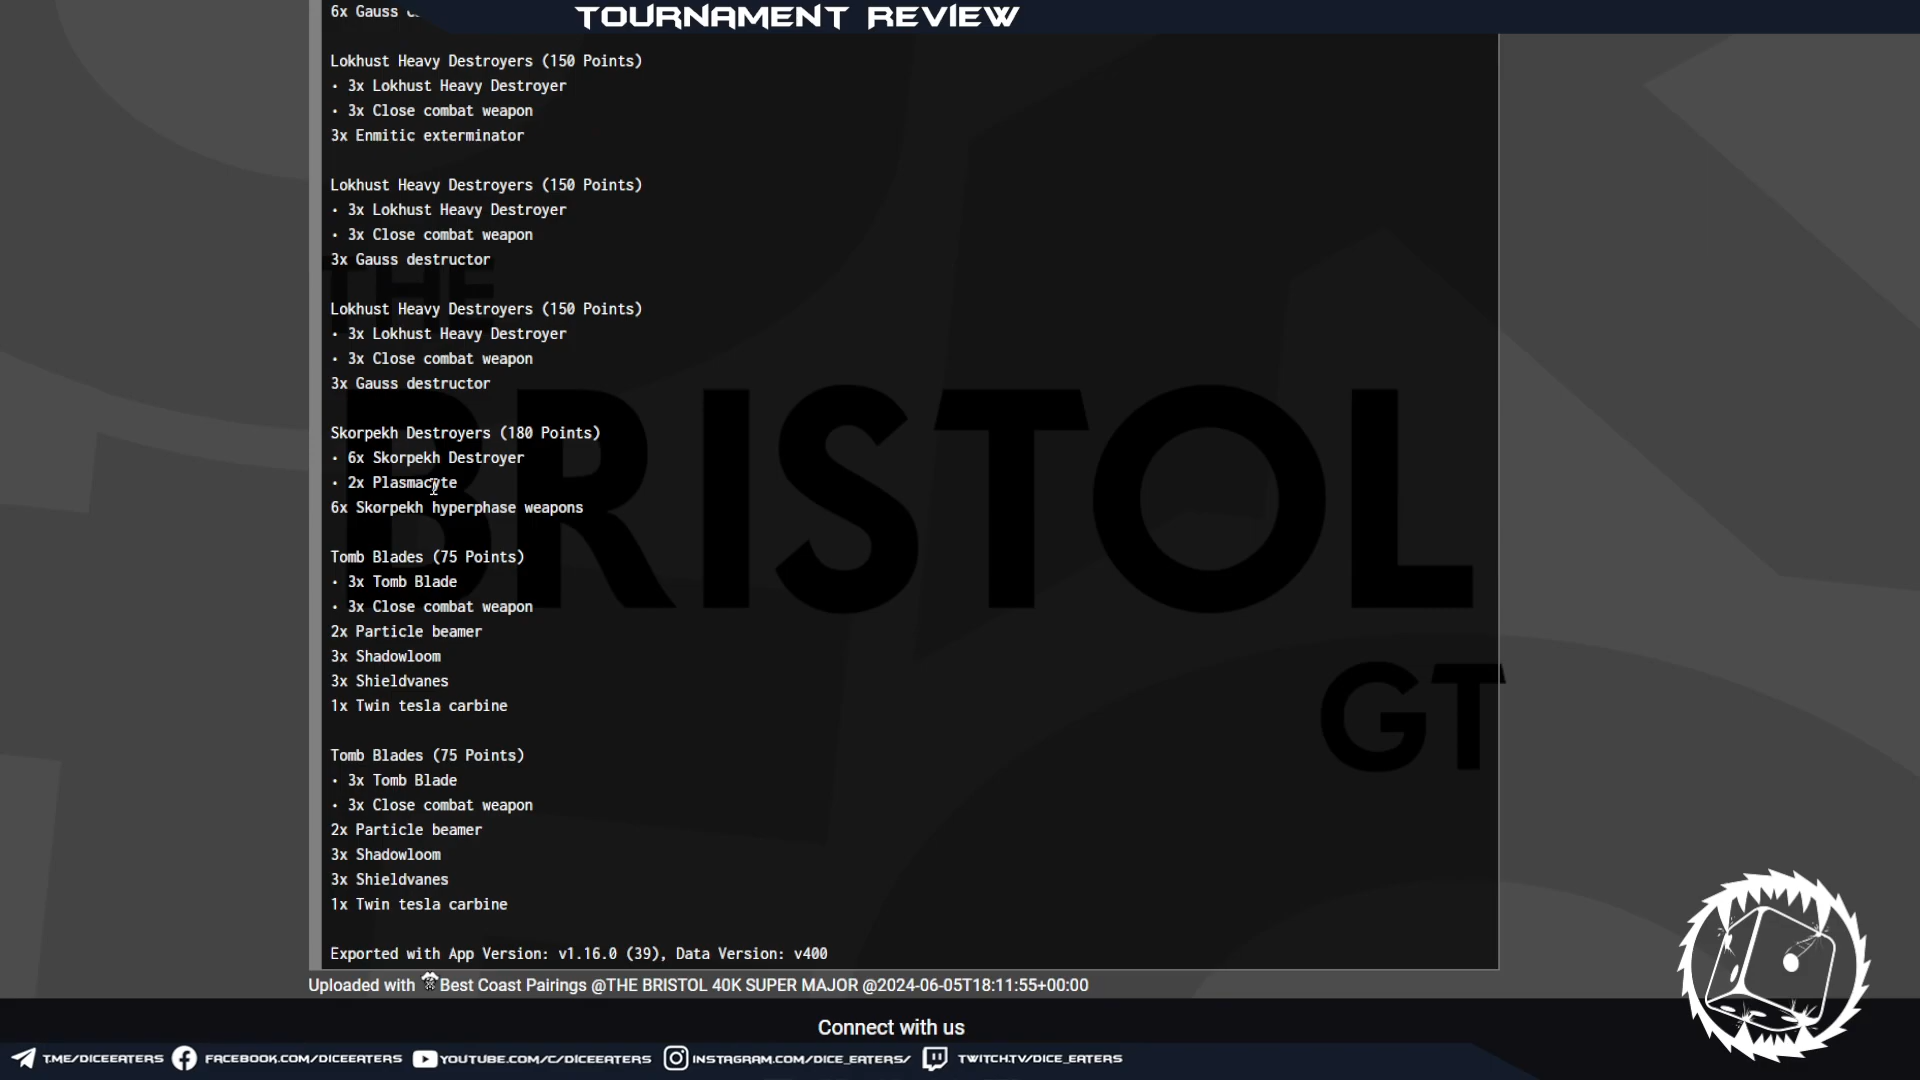 TOURNAMENT REVIEW
6x Gauss
Lokhust Heavy Destroyers (150 Points)
• 3x Lokhust Heavy Destroyer
• 3x Close combat weapon
3x Enmitic exterminator
Lokhust Heavy Destroyers (150 Points)
• 3x Lokhust Heavy Destroyer
• 3x Close combat weapon
3x Gauss destructor
Lokhust Heavy Destroyers (150 Points)
• 3x Lokhust Heavy Destroyer
• 3x Close combat weapon
3x Gauss destructor
Skorpekh Destroyers (180 Points)
• 6x Skorpekh Destroyer
• 2x Plasmacyte
6x Skorpekh hyperphase weapons
Tomb Blades (75 Points)
• 3x Tomb Blade
• 3x Close combat weapon
2x Particle beamer
3x Shadowloom
3x Shieldvanes
1x Twin tesla carbine
Tomb Blades (75 Points)
• 3x Tomb Blade
• 3x Close combat weapon
2x Particle beamer
3x Shadowloom
3x Shieldvanes
1x Twin tesla carbine
Exported with App Version: v1.16.0 (39), Data Version: v400
THE
BRISTOL
GT
Uploaded with Best Coast Pairings @THE BRISTOL 40K SUPER MAJOR @2024-06-05T18:11:55+00:00
Connect with us
T.ME/DICEEATERS FACEBOOK.COM/DICEEATERS YOUTUBE.COM/C/DICEEATERS INSTAGRAM.COM/DICE_EATERS/ TWITCH.TV/DICE_EATERS